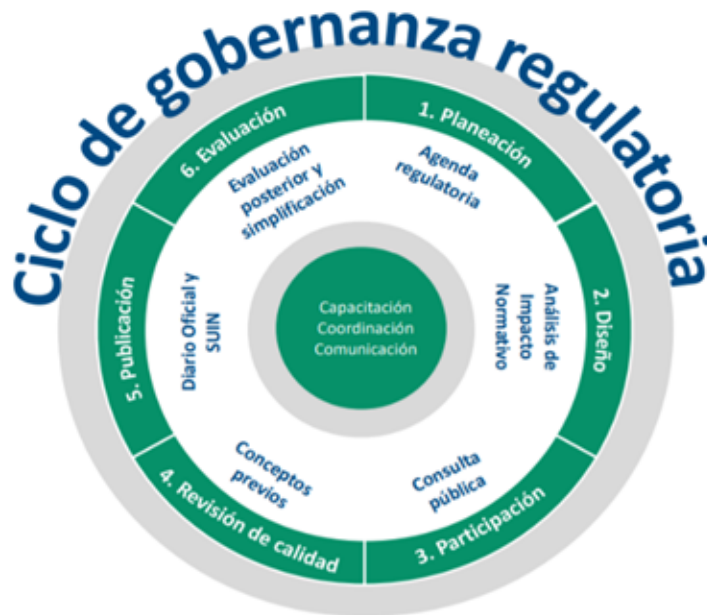 Ciclo de gobernanza regulatoria
1. Planeación
Agenda
regulatoria
2. Diseño
Análisis de
Impacto
Normativo
3. Participación
Consulta
pública
4. Revisión de calidad
Conceptos
previos
5. Publicación
Diario Oficial y
SUIN
6. Evaluación
Evaluación
posterior y
simplificación
Capacitación
Coordinación
Comunicación